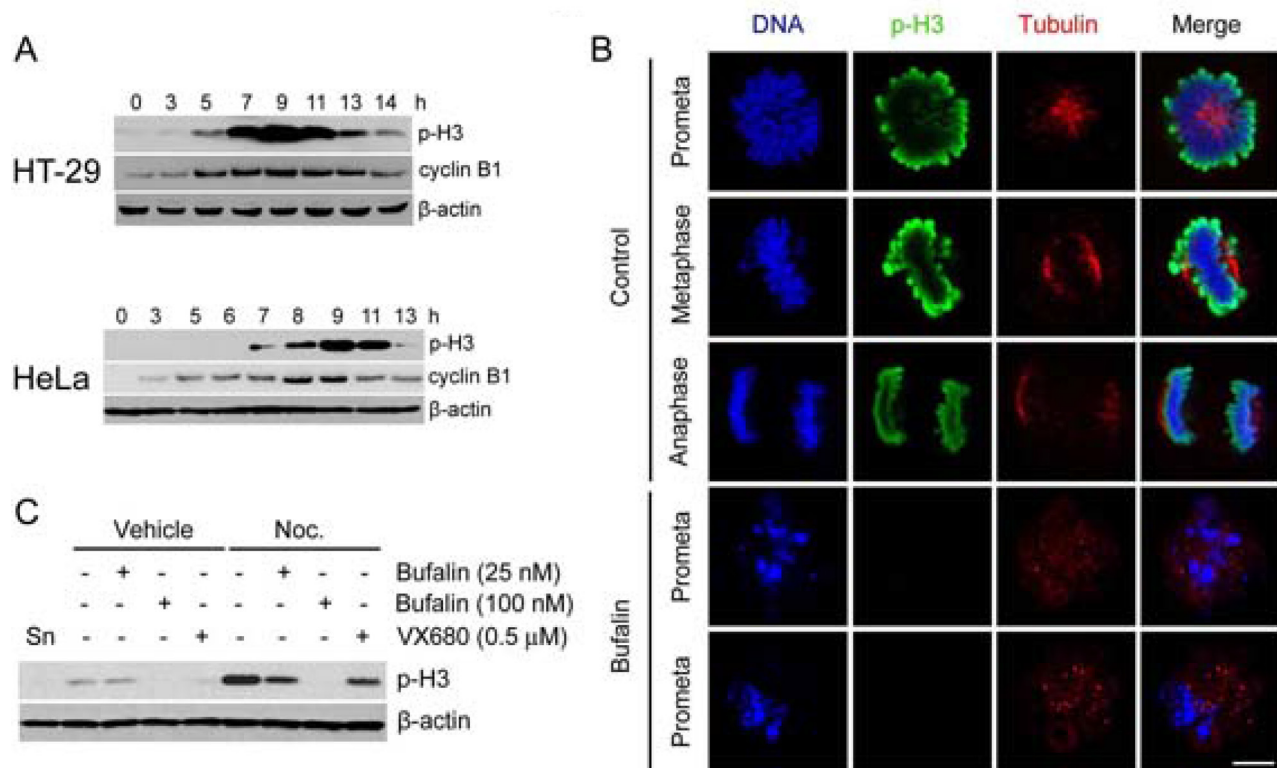 A
0 3 5 7 9 11 13 14 h
p-H3
HT-29
cyclin B1
β-actin
0 3 5 6 7 8 9 11 13 h
p-H3
HeLa
cyclin B1
β-actin
B
DNA p-H3 Tubulin Merge
Control
Prometa
Metaphase
Anaphase
Bufalin
Prometa
Prometa
C
Vehicle Noc.
- + - - - + - - Bufalin (25 nM)
- - + - - - + - Bufalin (100 nM)
Sn - - - + - - - + VX680 (0.5 μM)
p-H3
β-actin